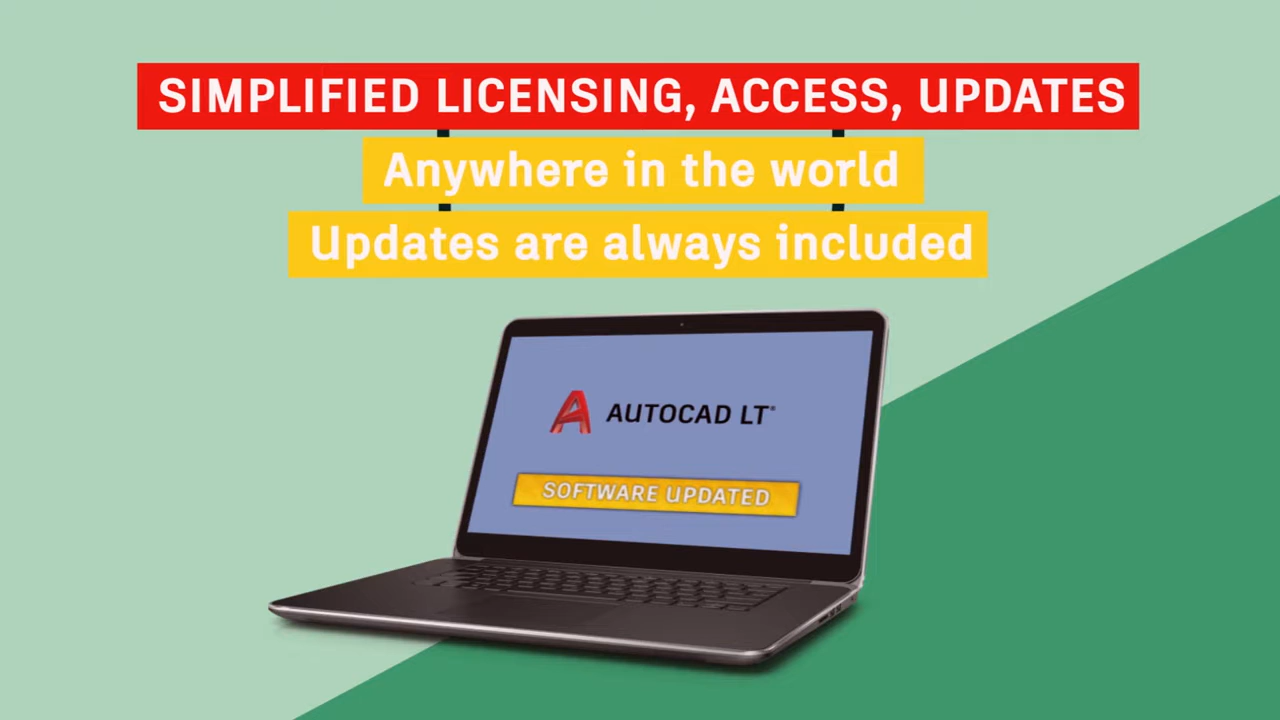 SIMPLIFIED LICENSING, ACCESS, UPDATES
Anywhere in the world
Updates are always included
AUTOCAD LT®
SOFTWARE UPDATED